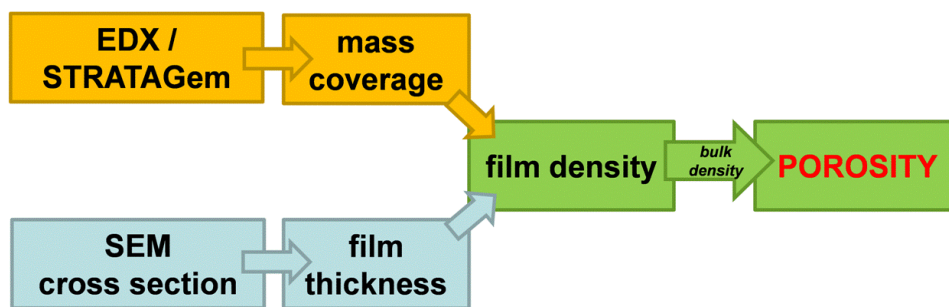 EDX /
STRATAGem
mass
coverage
film density
bulk
density
POROSITY
SEM
cross section
film
thickness